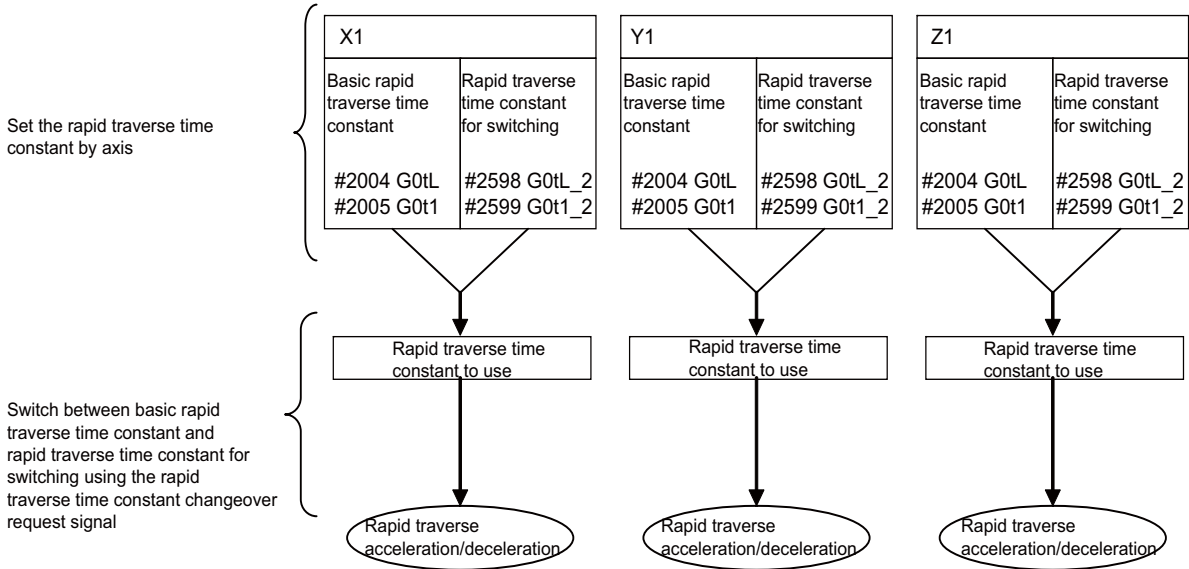 Set the rapid traverse time
constant by axis
X1
Basic rapid
traverse time
constant
#2004 G0tL
#2005 G0t1
Rapid traverse
time constant
for switching
#2598 G0tL_2
#2599 G0t1_2
Y1
Basic rapid
traverse time
constant
#2004 G0tL
#2005 G0t1
Rapid traverse
time constant
for switching
#2598 G0tL_2
#2599 G0t1_2
Z1
Basic rapid
traverse time
constant
#2004 G0tL
#2005 G0t1
Rapid traverse
time constant
for switching
#2598 G0tL_2
#2599 G0t1_2
Switch between basic rapid
traverse time constant and
rapid traverse time constant for
switching using the rapid
traverse time constant changeover
request signal
Rapid traverse time
constant to use
Rapid traverse time
constant to use
Rapid traverse time
constant to use
Rapid traverse
acceleration/deceleration
Rapid traverse
acceleration/deceleration
Rapid traverse
acceleration/deceleration